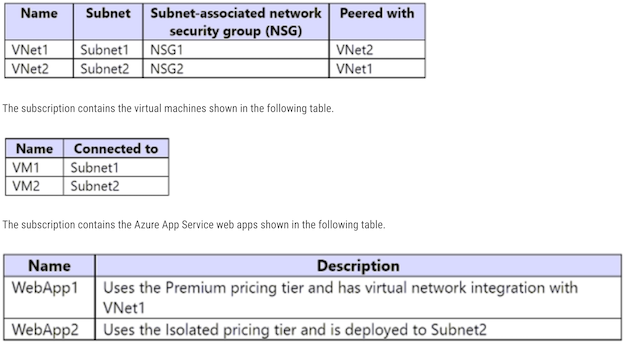 Name Subnet Subnet-associated network Peered with
security group (NSG)
VNet1 Subnet1 NSG1 VNet2
VNet2 Subnet2 NSG2 VNet1
The subscription contains the virtual machines shown in the following table.
Name Connected to
VM1 Subnet1
VM2 Subnet2
The subscription contains the Azure App Service web apps shown in the following table.
Name Description
WebApp1 Uses the Premium pricing tier and has virtual network integration with
VNet1
WebApp2 Uses the Isolated pricing tier and is deployed to Subnet2